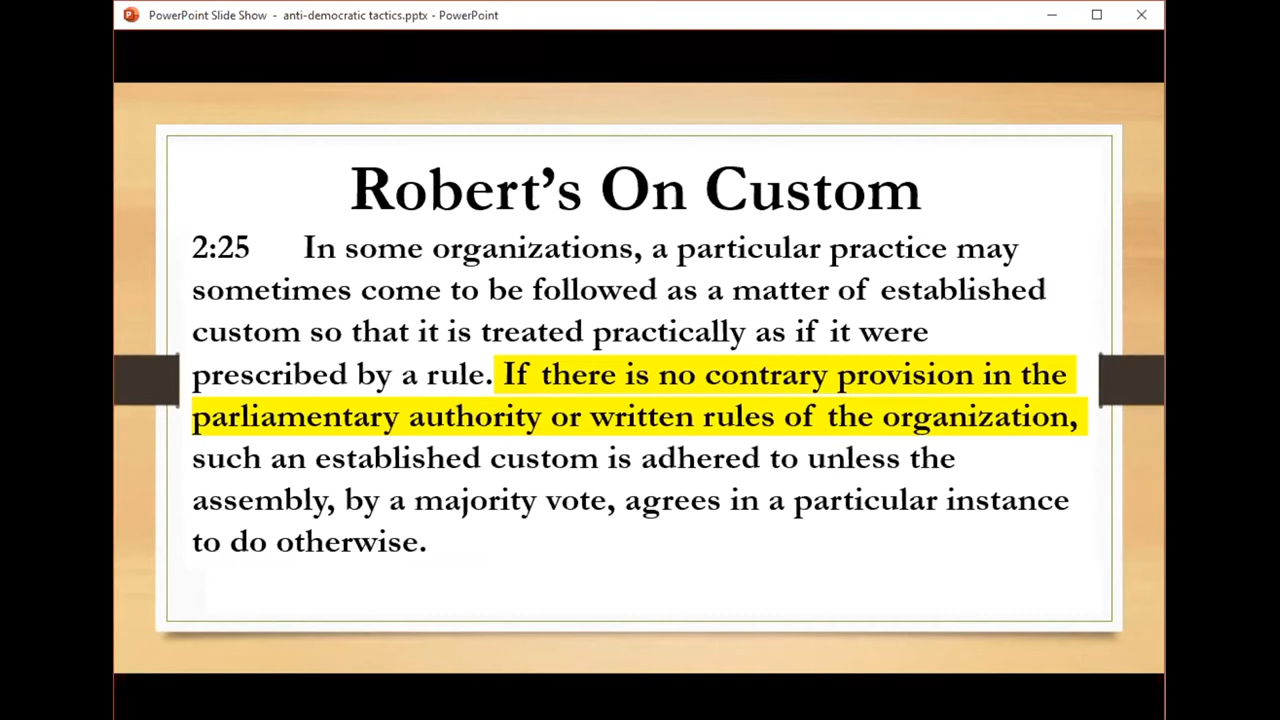 PowerPoint Slide Show - anti-democratic tactics.pptx - PowerPoint
Robert's On Custom
2:25 In some organizations, a particular practice may
sometimes come to be followed as a matter of established
custom so that it is treated practically as if it were
prescribed by a rule. If there is no contrary provision in the
parliamentary authority or written rules of the organization,
such an established custom is adhered to unless the
assembly, by a majority vote, agrees in a particular instance
to do otherwise.